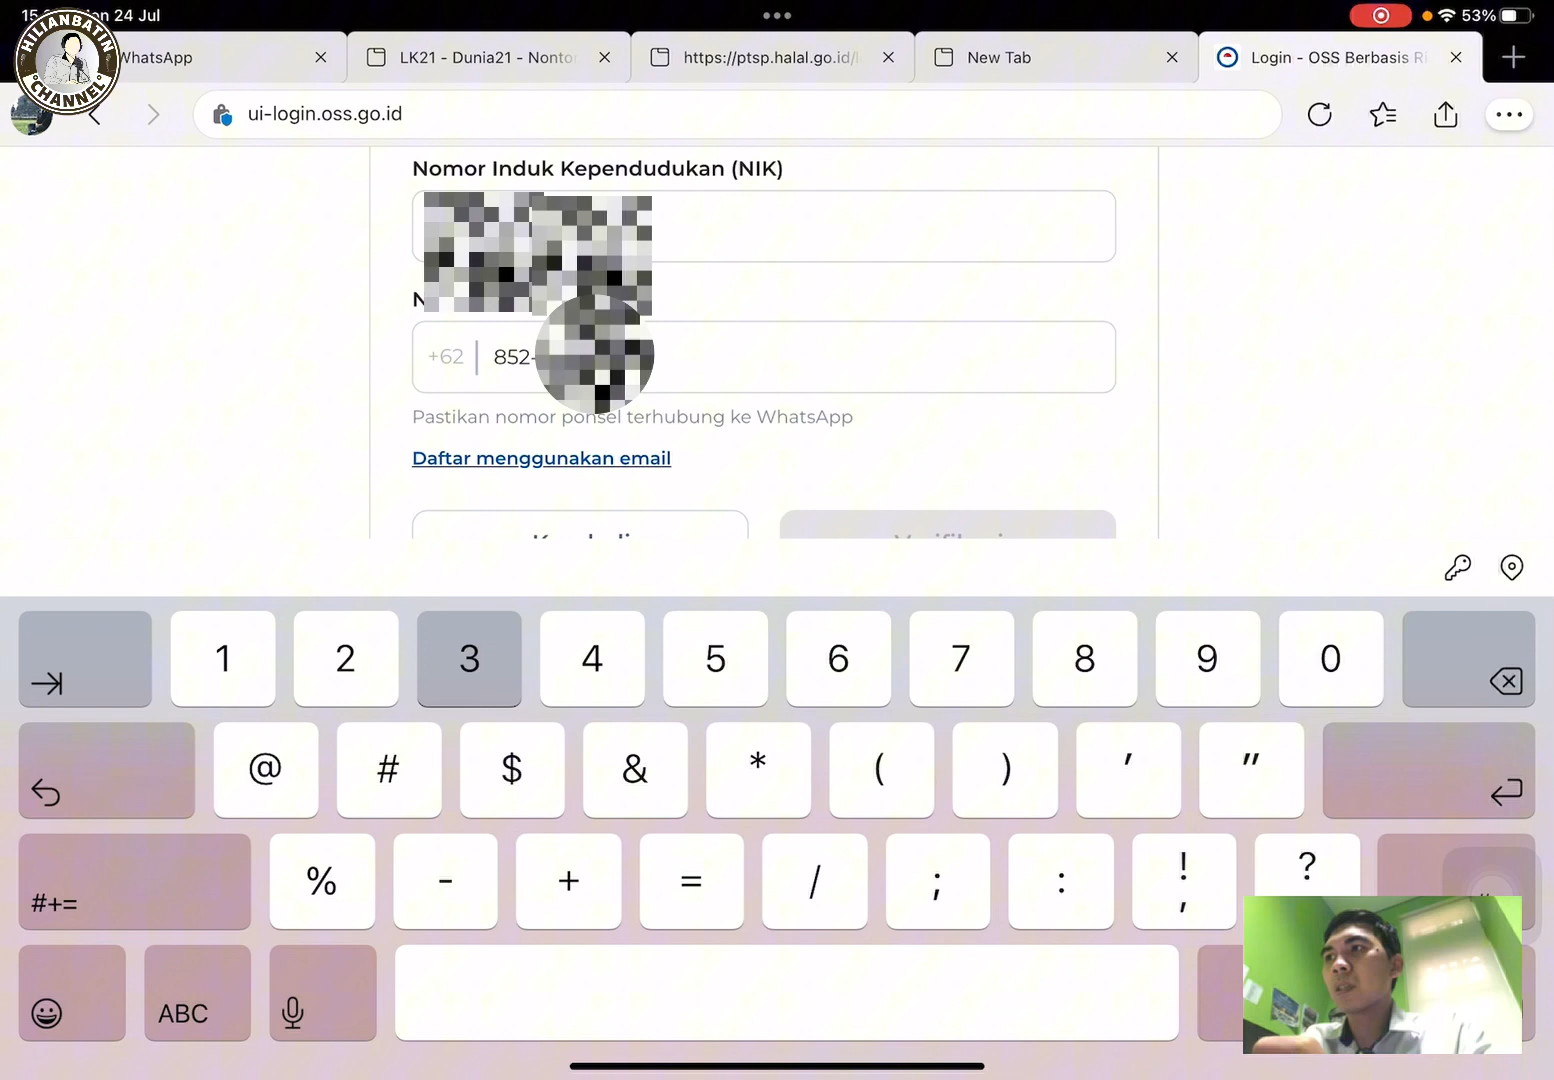 24 Jul
53%
HILIANBATIN
CHANNEL
WhatsApp
LK21 - Dunia21 - Nonto
https://ptsp.halal.go.id/
New Tab
Login - OSS Berbasis R
ui-login.oss.go.id
Nomor Induk Kependudukan (NIK)
+62 852-
Pastikan nomor ponsel terhubung ke WhatsApp
Daftar menggunakan email
1 2 3 4 5 6 7 8 9 0
@ # $ & * ( ) ' "
#+= % - + = / ; : ! , ?
ABC